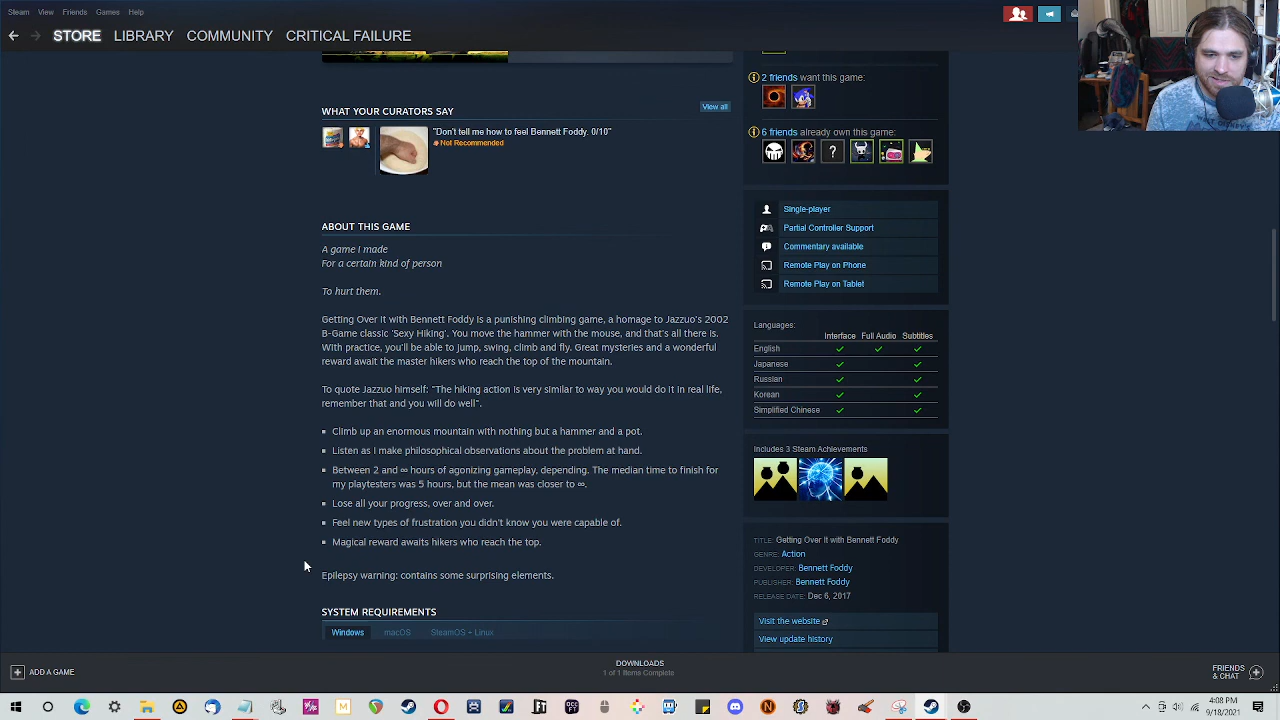 Steam View Friends Games Help
STORE LIBRARY COMMUNITY CRITICAL FAILURE
WHAT YOUR CURATORS SAY
View all
"Don't tell me how to feel Bennett Foddy. 0/10"
Not Recommended
ABOUT THIS GAME
A game I made
For a certain kind of person
To hurt them.
Getting Over It with Bennett Foddy is a punishing climbing game, a homage to Jazzuo's 2002
B-Game classic 'Sexy Hiking'. You move the hammer with the mouse, and that's all there is.
With practice, you'll be able to jump, swing, climb and fly. Great mysteries and a wonderful
reward await the master hikers who reach the top of the mountain.
To quote Jazzuo himself: "The hiking action is very similar to way you would do it in real life,
remember that and you will do well".
Climb up an enormous mountain with nothing but a hammer and a pot.
Listen as I make philosophical observations about the problem at hand.
Between 2 and ∞ hours of agonizing gameplay, depending. The median time to finish for
my playtesters was 5 hours, but the mean was closer to ∞.
Lose all your progress, over and over.
Feel new types of frustration you didn't know you were capable of.
Magical reward awaits hikers who reach the top.
Epilepsy warning: contains some surprising elements.
SYSTEM REQUIREMENTS
Windows macOS SteamOS + Linux
2 friends want this game:
6 friends already own this game:
?
Single-player
Partial Controller Support
Commentary available
Remote Play on Phone
Remote Play on Tablet
Languages:
Interface Full Audio Subtitles
English
Japanese
Russian
Korean
Simplified Chinese
Includes 3 Steam Achievements
TITLE: Getting Over It with Bennett Foddy
GENRE: Action
DEVELOPER: Bennett Foddy
PUBLISHER: Bennett Foddy
RELEASE DATE: Dec 6, 2017
Visit the website
View update history
ADD A GAME
DOWNLOADS
1 of 1 Items Complete
FRIENDS
& CHAT
4:08 PM
9/18/2021